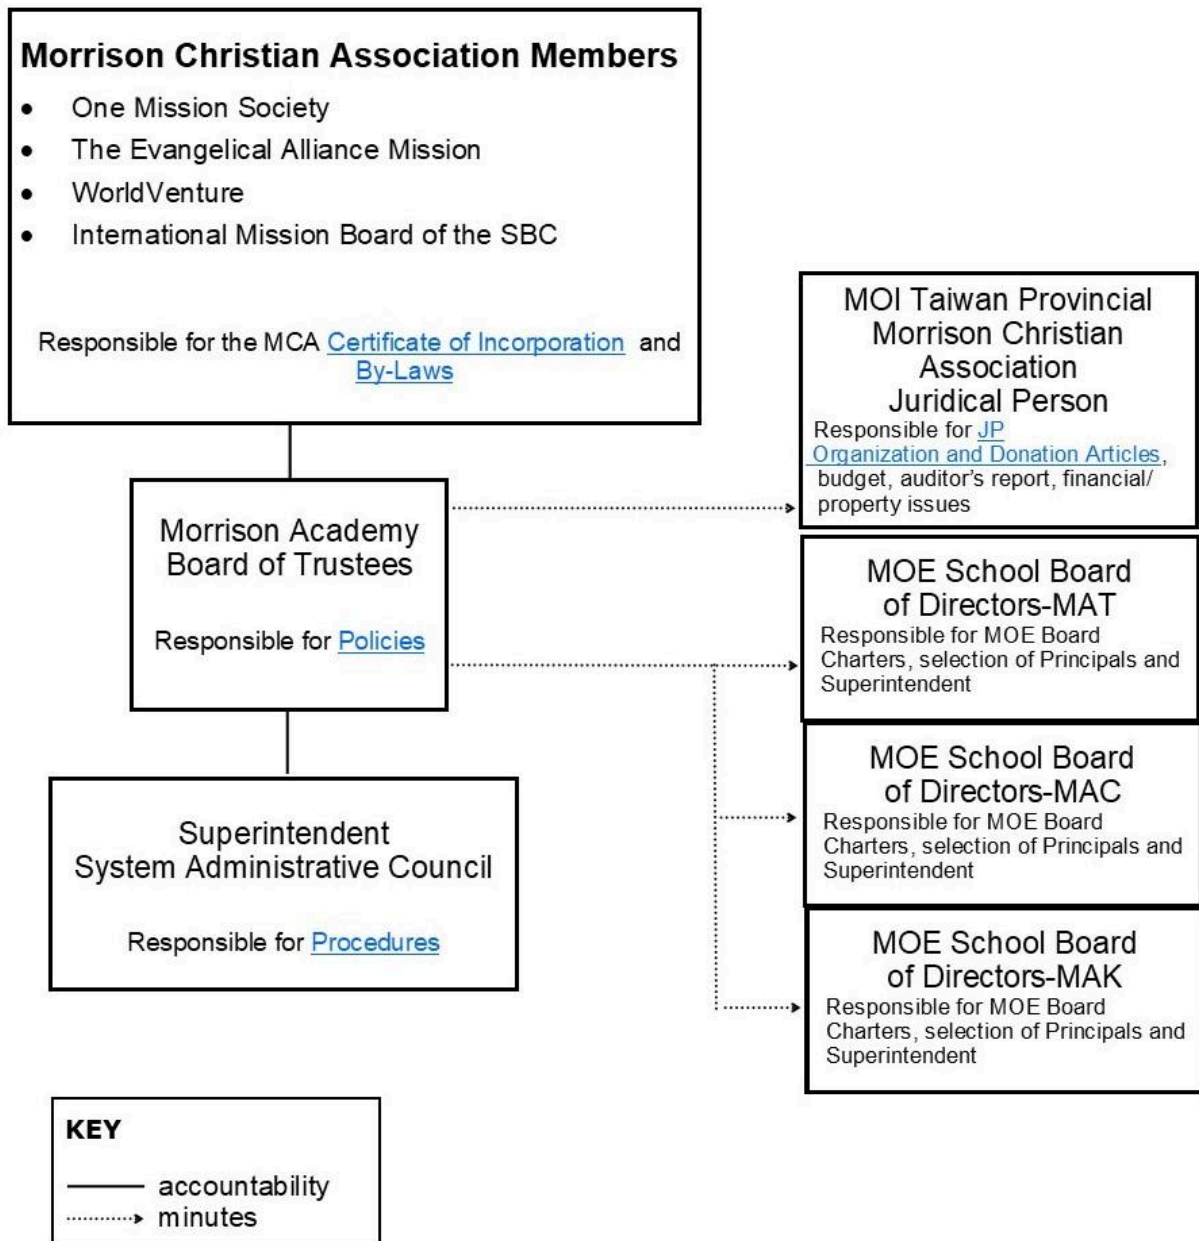 Morrison Christian Association Members
• One Mission Society
• The Evangelical Alliance Mission
• WorldVenture
• International Mission Board of the SBC
Responsible for the MCA Certificate of Incorporation and
By-Laws
MOI Taiwan Provincial
Morrison Christian
Association
Juridical Person
Responsible for JP
Organization and Donation Articles,
budget, auditor's report, financial/
property issues
Morrison Academy
Board of Trustees
Responsible for Policies
MOE School Board
of Directors-MAT
Responsible for MOE Board
Charters, selection of Principals and
Superintendent
MOE School Board
of Directors-MAC
Responsible for MOE Board
Charters, selection of Principals and
Superintendent
Superintendent
System Administrative Council
Responsible for Procedures
MOE School Board
of Directors-MAK
Responsible for MOE Board
Charters, selection of Principals and
Superintendent
KEY
accountability
minutes